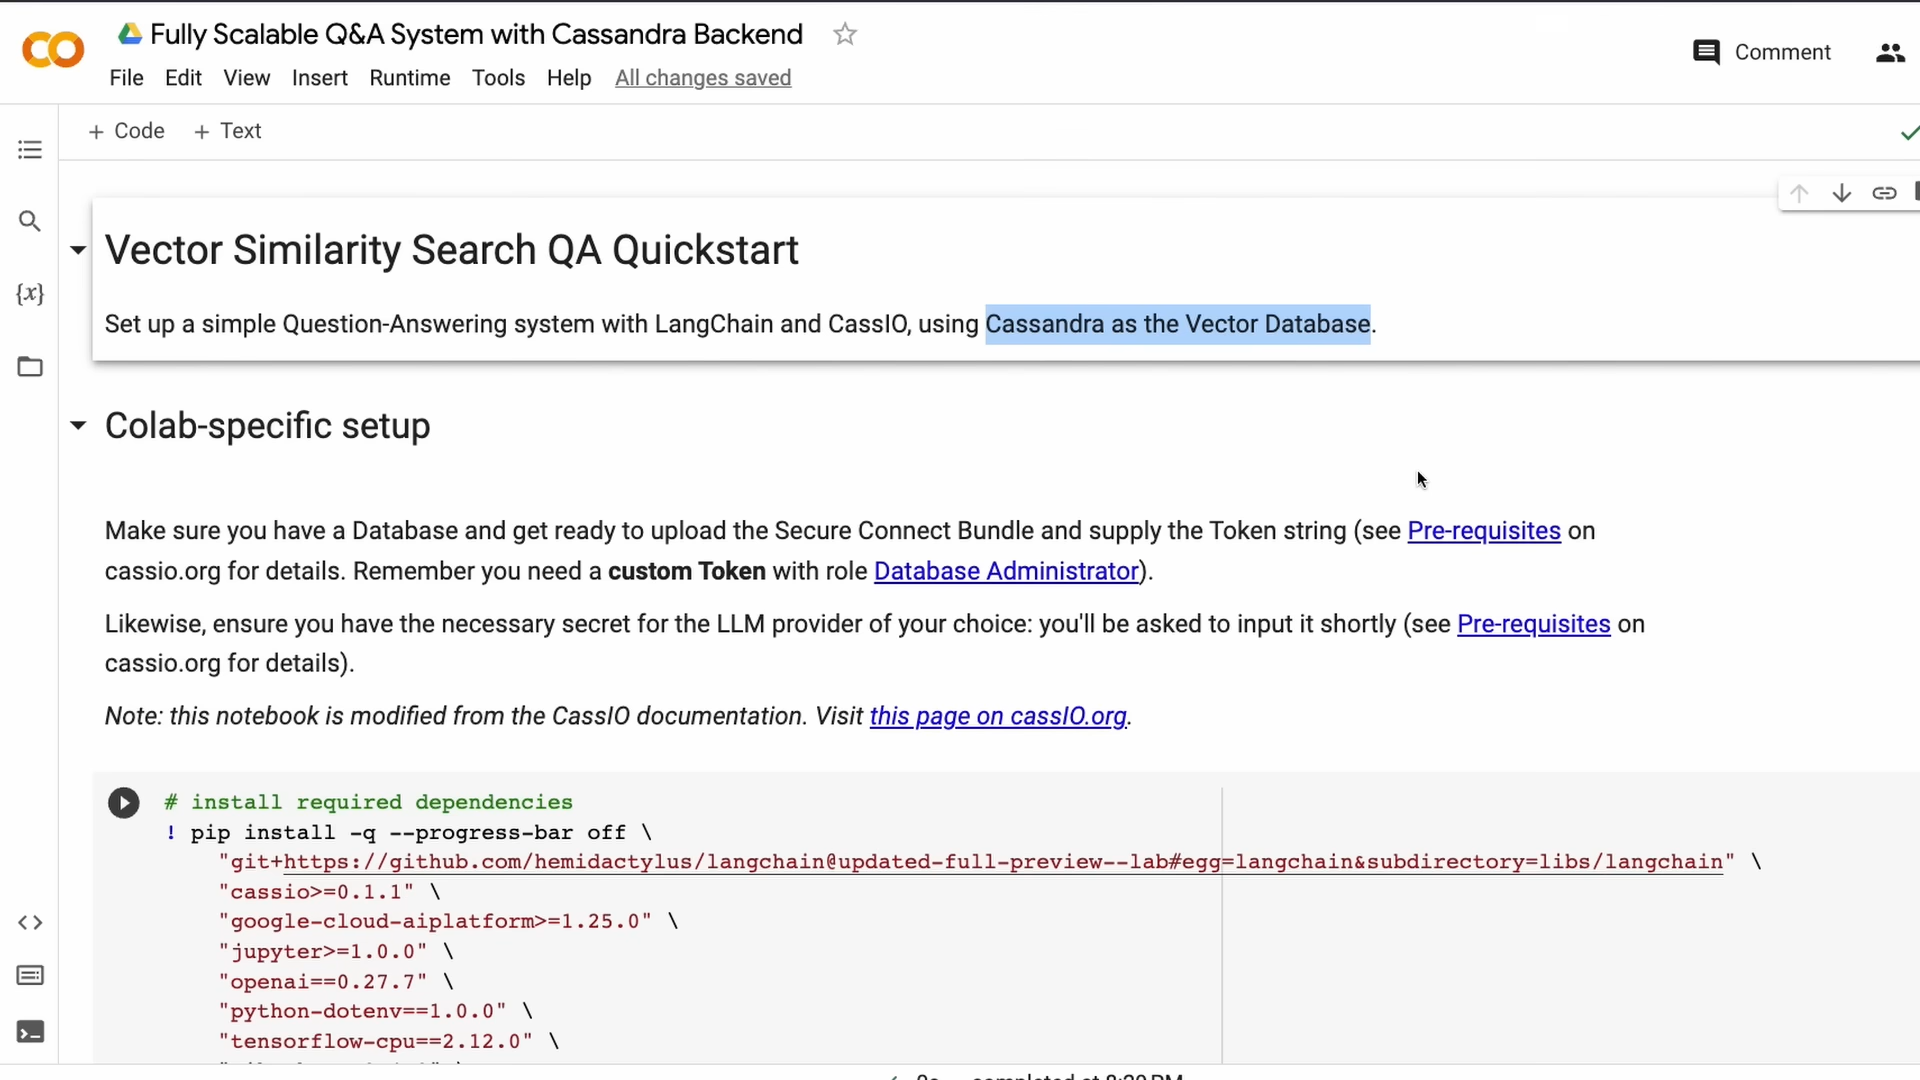 Fully Scalable Q&A System with Cassandra Backend
File Edit View Insert Runtime Tools Help All changes saved
Comment
+ Code + Text
Vector Similarity Search QA Quickstart
Set up a simple Question-Answering system with LangChain and CassIO, using Cassandra as the Vector Database.
{x}
Colab-specific setup
Make sure you have a Database and get ready to upload the Secure Connect Bundle and supply the Token string (see Pre-requisites on
cassio.org for details. Remember you need a custom Token with role Database Administrator).
Likewise, ensure you have the necessary secret for the LLM provider of your choice: you'll be asked to input it shortly (see Pre-requisites on
cassio.org for details).
Note: this notebook is modified from the CassIO documentation. Visit this page on cassIO.org.
# install required dependencies
! pip install -q --progress-bar off \
"git+https://github.com/hemidactylus/langchain@updated-full-preview--lab#egg=langchain&subdirectory=libs/langchain" \
"cassio>=0.1.1" \
"google-cloud-aiplatform>=1.25.0" \
"jupyter>=1.0.0" \
"openai==0.27.7" \
"python-dotenv==1.0.0" \
"tensorflow-cpu==2.12.0" \
completed at 8:20 PM